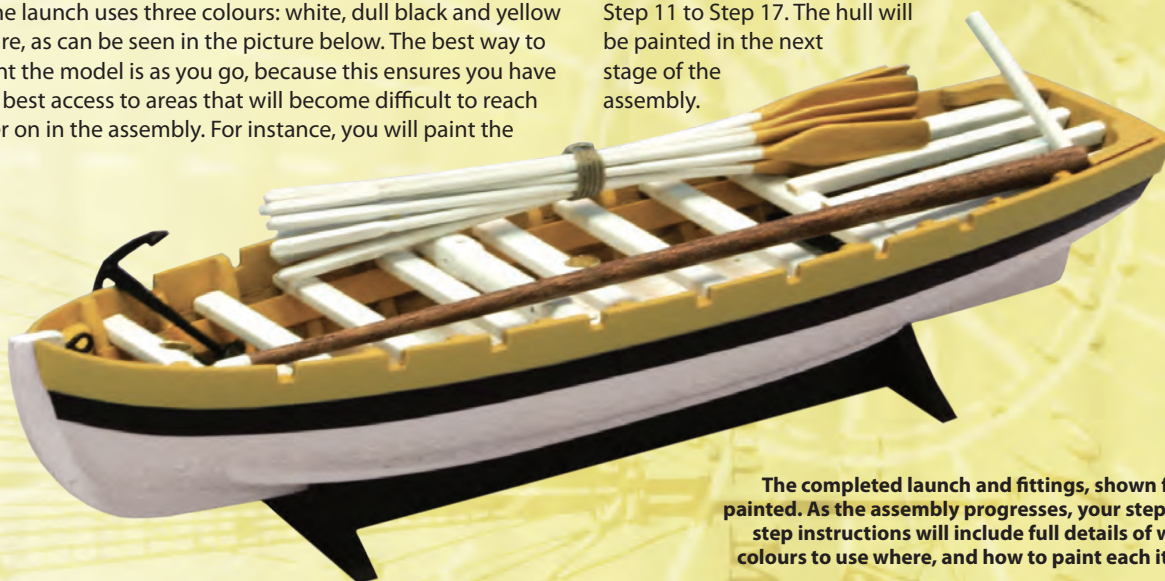 he launch uses three colours: white, dull black and yellow
re, as can be seen in the picture below. The best way to
nt the model is as you go, because this ensures you have
best access to areas that will become difficult to reach
er on in the assembly. For instance, you will paint the
Step 11 to Step 17. The hull will
be painted in the next
stage of the
assembly.
The completed launch and fittings, shown f
painted. As the assembly progresses, your step
step instructions will include full details of w
colours to use where, and how to paint each it